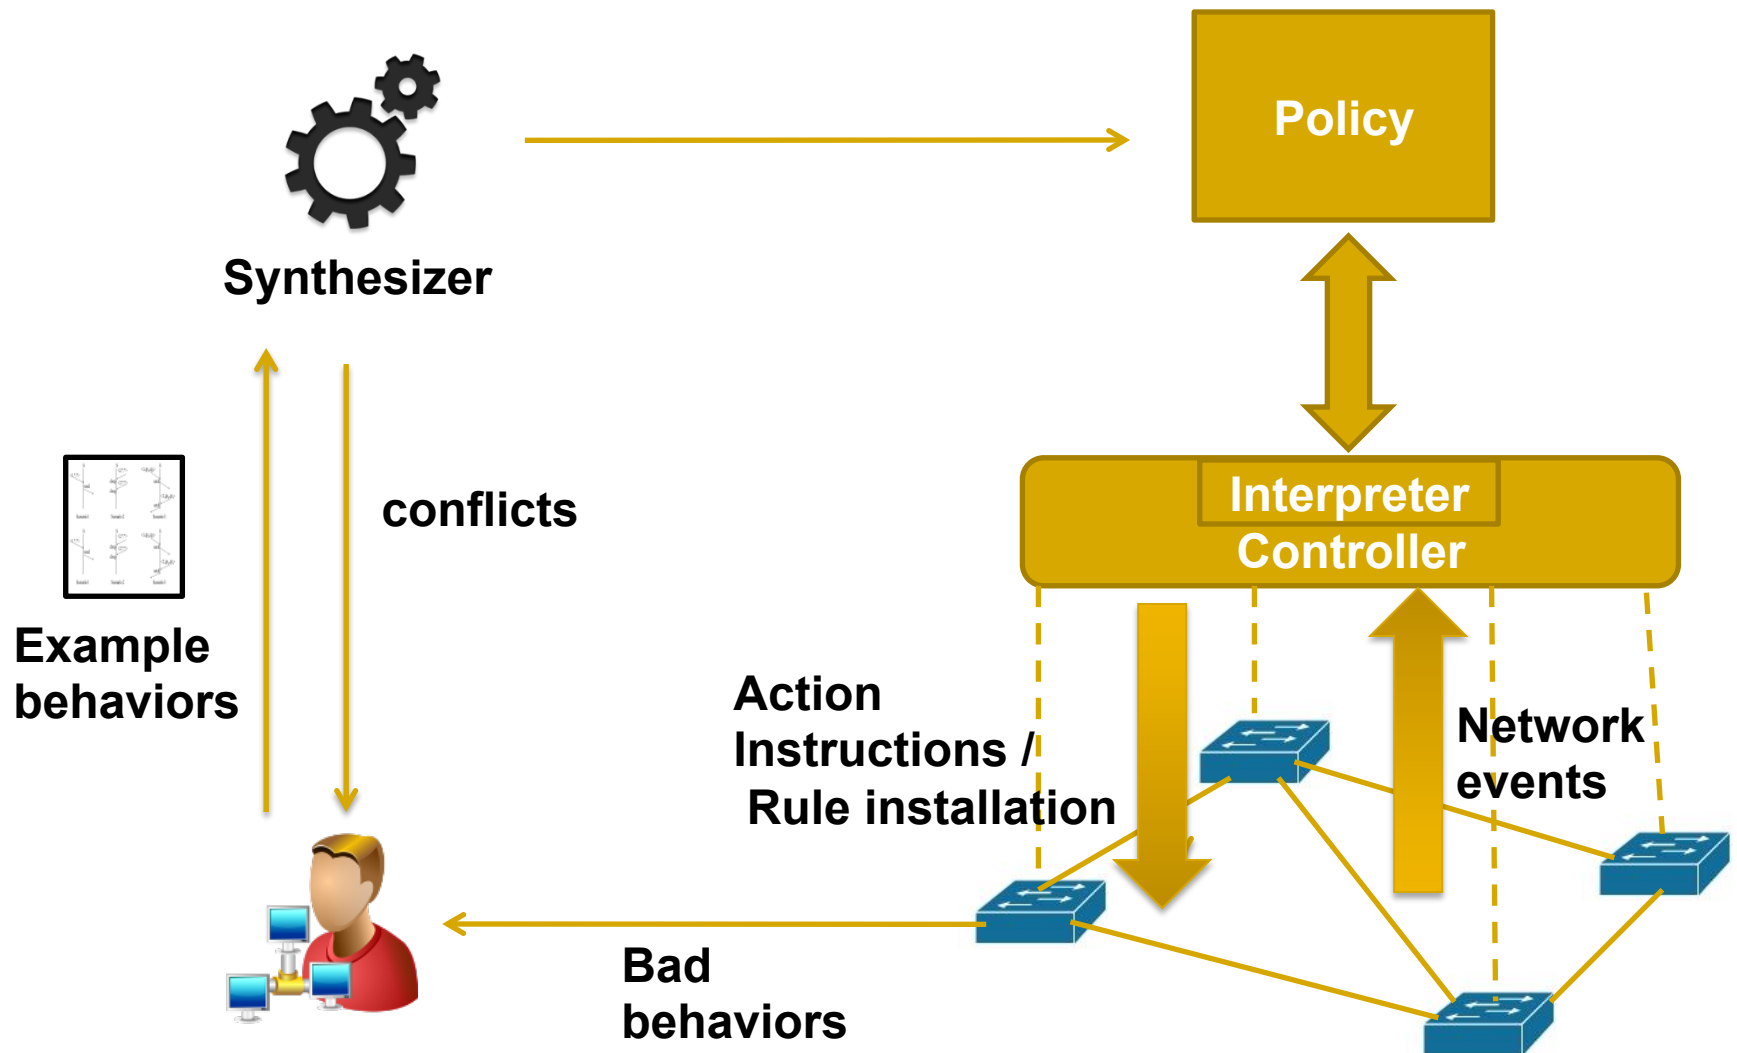 Policy
Synthesizer
Interpreter
Controller
conflicts
Example
behaviors
Action
Instructions /
Rule installation
Network
events
Bad
behaviors